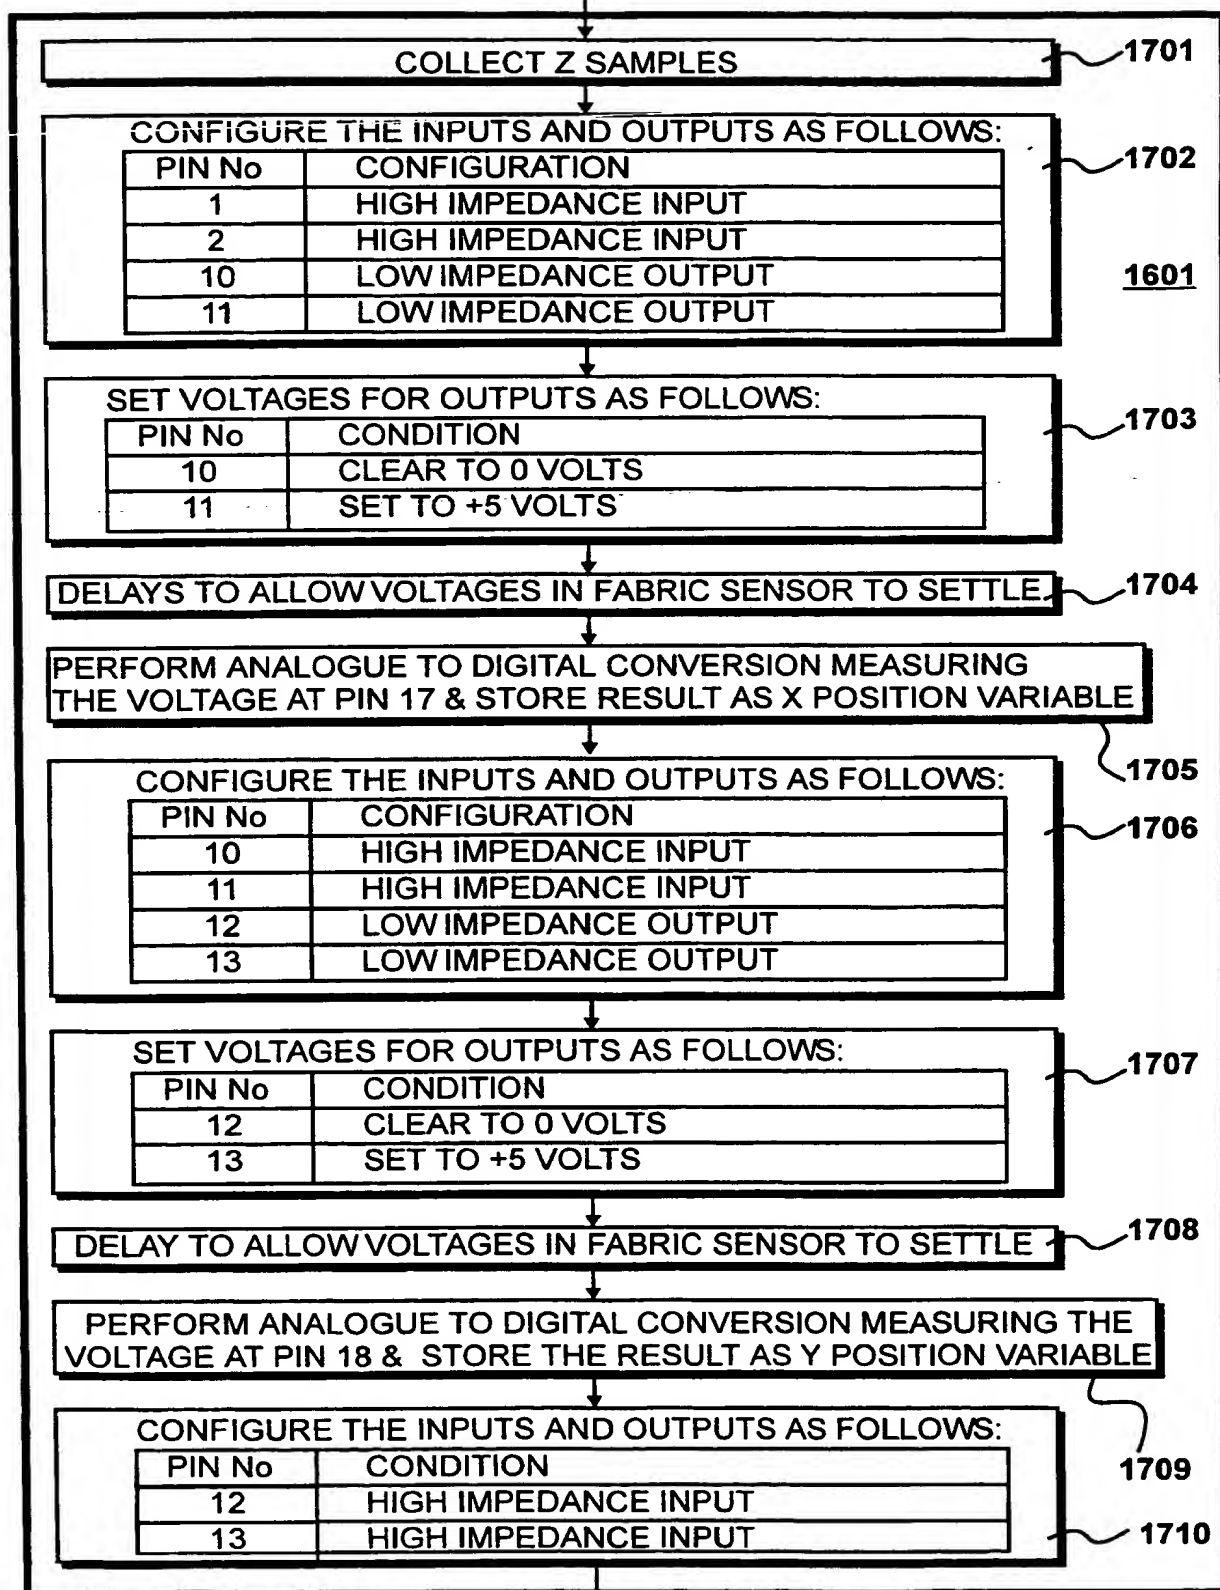 COLLECT Z SAMPLES
1701
CONFIGURE THE INPUTS AND OUTPUTS AS FOLLOWS:
PIN No CONFIGURATION
1702
1 HIGH IMPEDANCE INPUT
2 HIGH IMPEDANCE INPUT
10 LOW IMPEDANCE OUTPUT
1601
11 LOW IMPEDANCE OUTPUT
SET VOLTAGES FOR OUTPUTS AS FOLLOWS:
1703
PIN No CONDITION
10 CLEAR TO 0 VOLTS
11 SET TO +5 VOLTS
DELAYS TO ALLOW VOLTAGES IN FABRIC SENSOR TO SETTLE
1704
PERFORM ANALOGUE TO DIGITAL CONVERSION MEASURING
THE VOLTAGE AT PIN 17 & STORE RESULT AS X POSITION VARIABLE
1705
CONFIGURE THE INPUTS AND OUTPUTS AS FOLLOWS:
PIN No CONFIGURATION
1706
10 HIGH IMPEDANCE INPUT
11 HIGH IMPEDANCE INPUT
12 LOW IMPEDANCE OUTPUT
13 LOW IMPEDANCE OUTPUT
SET VOLTAGES FOR OUTPUTS AS FOLLOWS:
1707
PIN No CONDITION
12 CLEAR TO 0 VOLTS
13 SET TO +5 VOLTS
DELAY TO ALLOW VOLTAGES IN FABRIC SENSOR TO SETTLE
1708
PERFORM ANALOGUE TO DIGITAL CONVERSION MEASURING THE
VOLTAGE AT PIN 18 & STORE THE RESULT AS Y POSITION VARIABLE
1709
CONFIGURE THE INPUTS AND OUTPUTS AS FOLLOWS:
PIN No CONDITION
12 HIGH IMPEDANCE INPUT
13 HIGH IMPEDANCE INPUT
1710